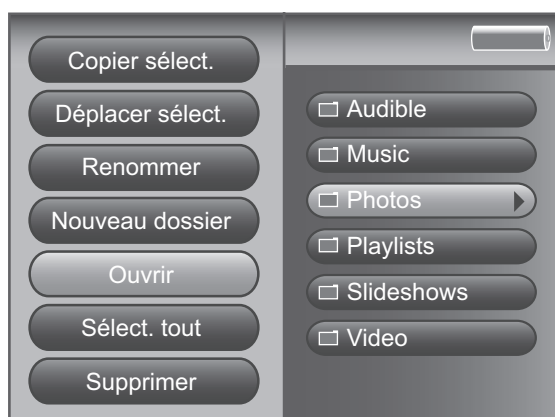 Copier sélect.
Déplacer sélect.
Renommer
Nouveau dossier
Ouvrir
Sélect. tout
Supprimer
Audible
Music
Photos
Playlists
Slideshows
Video